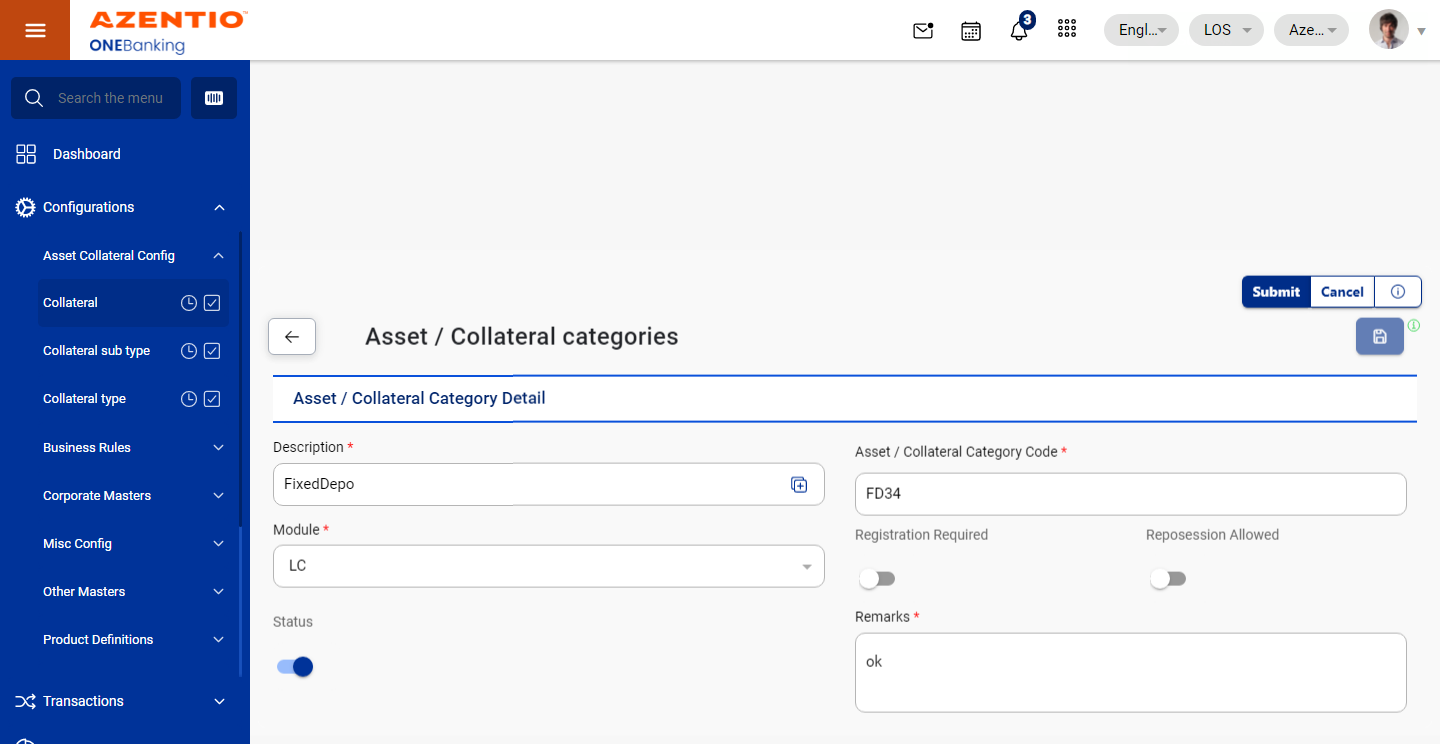 AZENTIO™
ONEBanking
3
Engl...
LOS
Aze...
Search the menu
Dashboard
Configurations
Asset Collateral Config
Collateral
Collateral sub type
Collateral type
Business Rules
Corporate Masters
Misc Config
Other Masters
Product Definitions
Transactions
Submit
Cancel
Asset / Collateral categories
Asset / Collateral Category Detail
Description *
FixedDepo
Asset / Collateral Category Code *
FD34
Module *
LC
Registration Required
Reposession Allowed
Status
Remarks *
ok